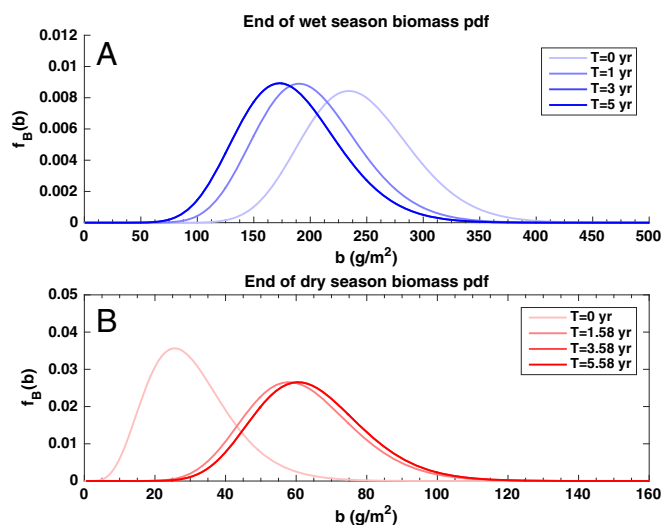 End of wet season biomass pdf
A
T=0 yr
T=1 yr
T=3 yr
T=5 yr
0.012
0.01
0.008
0.006
0.004
0.002
0
f_B(b)
0 50 100 150 200 250 300 350 400 450 500
b (g/m²)
End of dry season biomass pdf
B
T=0 yr
T=1.58 yr
T=3.58 yr
T=5.58 yr
0.05
0.04
0.03
0.02
0.01
0
f_B(b)
0 20 40 60 80 100 120 140 160
b (g/m²)